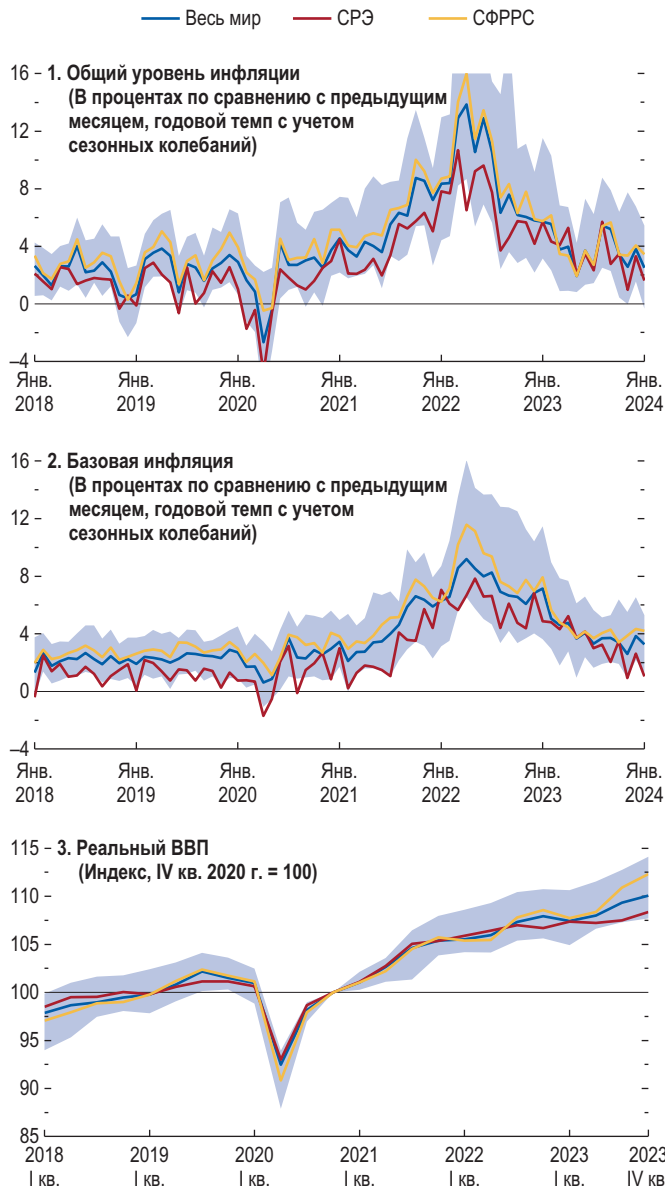 Весь мир СРЭ СФРРС
1. Общий уровень инфляции
(В процентах по сравнению с предыдущим
месяцем, годовой темп с учетом
сезонных колебаний)
16
12
8
4
0
–4
Янв. Янв. Янв. Янв. Янв. Янв. Янв.
2018 2019 2020 2021 2022 2023 2024
2. Базовая инфляция
(В процентах по сравнению с предыдущим
месяцем, годовой темп с учетом
сезонных колебаний)
16
12
8
4
0
–4
Янв. Янв. Янв. Янв. Янв. Янв. Янв.
2018 2019 2020 2021 2022 2023 2024
3. Реальный ВВП
(Индекс, IV кв. 2020 г. = 100)
115
110
105
100
95
90
85
2018 2019 2020 2021 2022 2023 2023
I кв. I кв. I кв. I кв. I кв. I кв. IV кв.